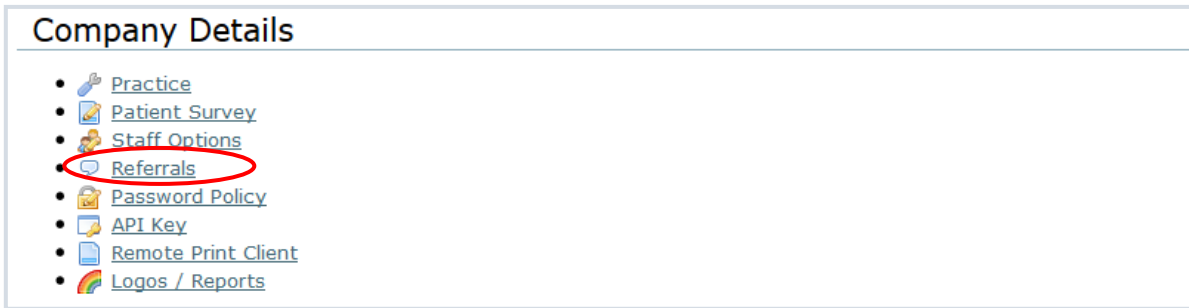 Company Details
Practice
Patient Survey
Staff Options
Referrals
Password Policy
API Key
Remote Print Client
Logos / Reports